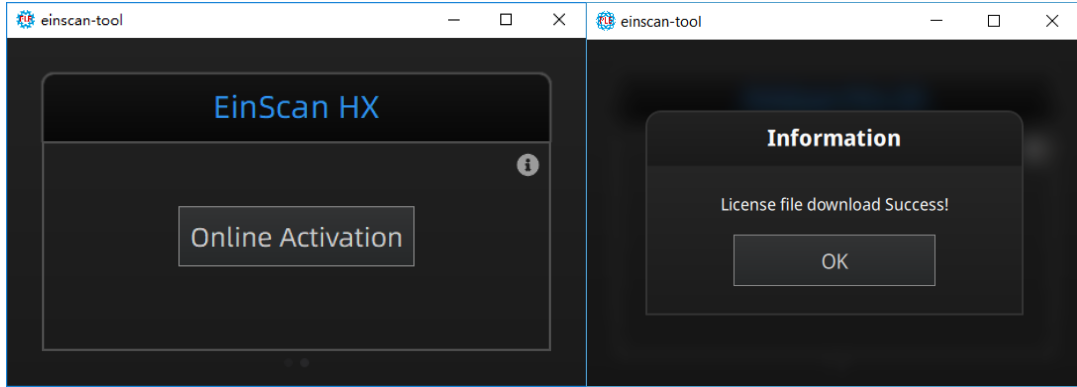 einscan-tool
EinScan HX
Online Activation
einscan-tool
Information
License file download Success!
OK